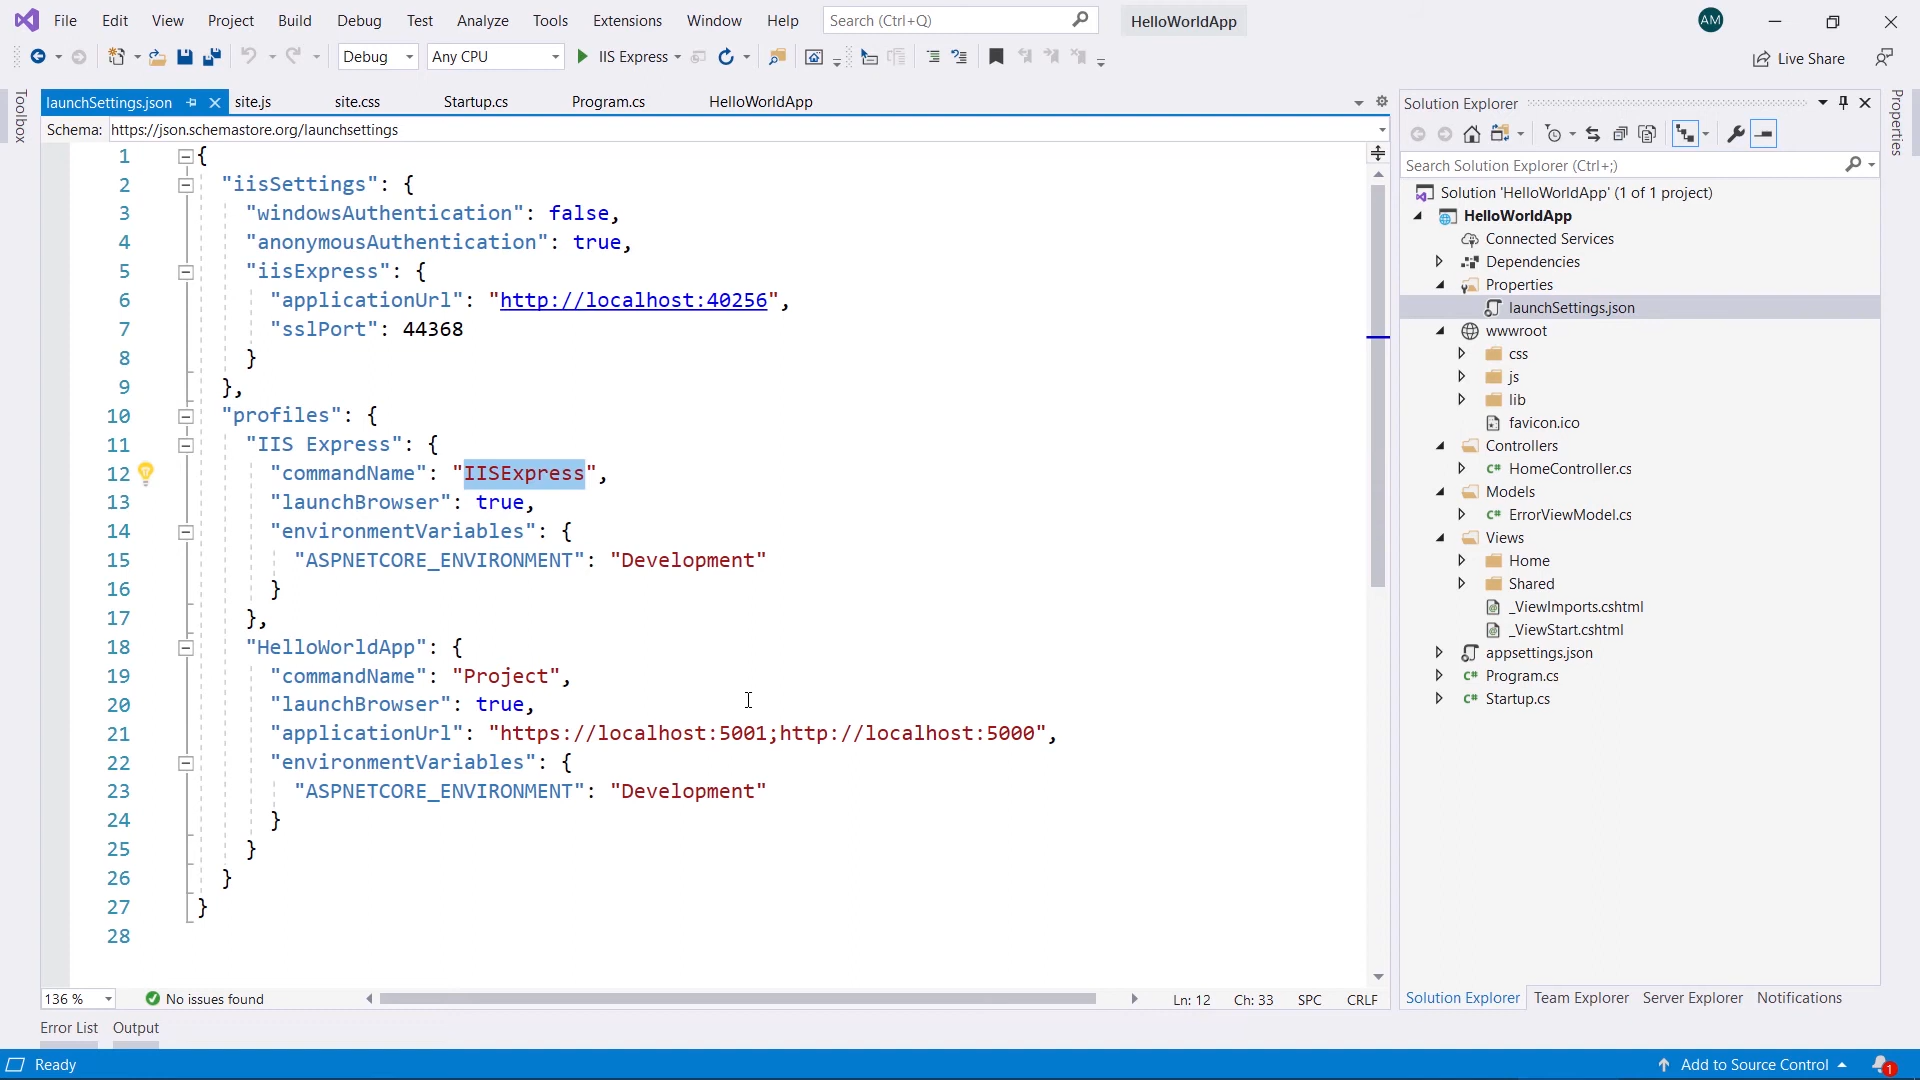 File Edit View Project Build Debug Test Analyze Tools Extensions Window Help Search (Ctrl+Q) HelloWorldApp AM
Debug Any CPU IIS Express Live Share
Toolbox
launchSettings.json site.js site.css Startup.cs Program.cs HelloWorldApp
Schema: https://json.schemastore.org/launchsettings
1 {
2 "iisSettings": {
3 "windowsAuthentication": false,
4 "anonymousAuthentication": true,
5 "iisExpress": {
6 "applicationUrl": "http://localhost:40256",
7 "sslPort": 44368
8 }
9 },
10 "profiles": {
11 "IIS Express": {
12 "commandName": "IISExpress",
13 "launchBrowser": true,
14 "environmentVariables": {
15 "ASPNETCORE_ENVIRONMENT": "Development"
16 }
17 },
18 "HelloWorldApp": {
19 "commandName": "Project",
20 "launchBrowser": true,
21 "applicationUrl": "https://localhost:5001;http://localhost:5000",
22 "environmentVariables": {
23 "ASPNETCORE_ENVIRONMENT": "Development"
24 }
25 }
26 }
27 }
28
136 % No issues found Ln: 12 Ch: 33 SPC CRLF
Solution Explorer
Search Solution Explorer (Ctrl+;)
Solution 'HelloWorldApp' (1 of 1 project)
HelloWorldApp
Connected Services
Dependencies
Properties
launchSettings.json
wwwroot
css
js
lib
favicon.ico
Controllers
C# HomeController.cs
Models
C# ErrorViewModel.cs
Views
Home
Shared
_ViewImports.cshtml
_ViewStart.cshtml
appsettings.json
C# Program.cs
C# Startup.cs
Solution Explorer Team Explorer Server Explorer Notifications
Properties
Error List Output
Ready Add to Source Control 1